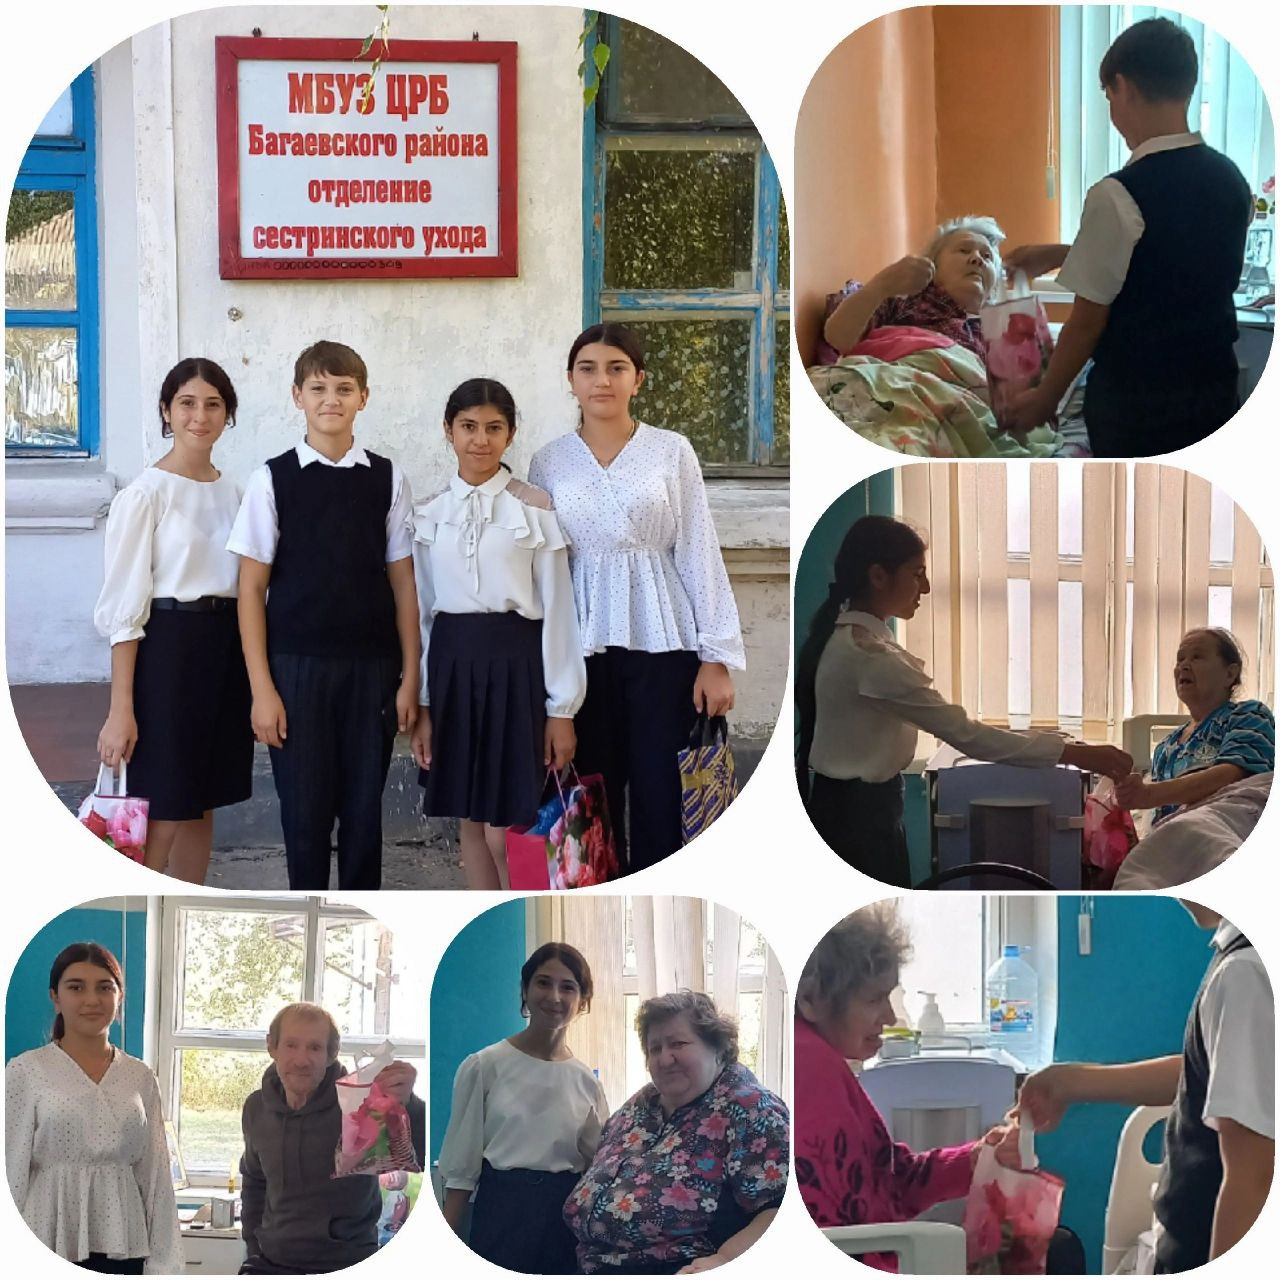 МБУЗ ЦРБ
Багаевского района
отделение
сестринского ухода